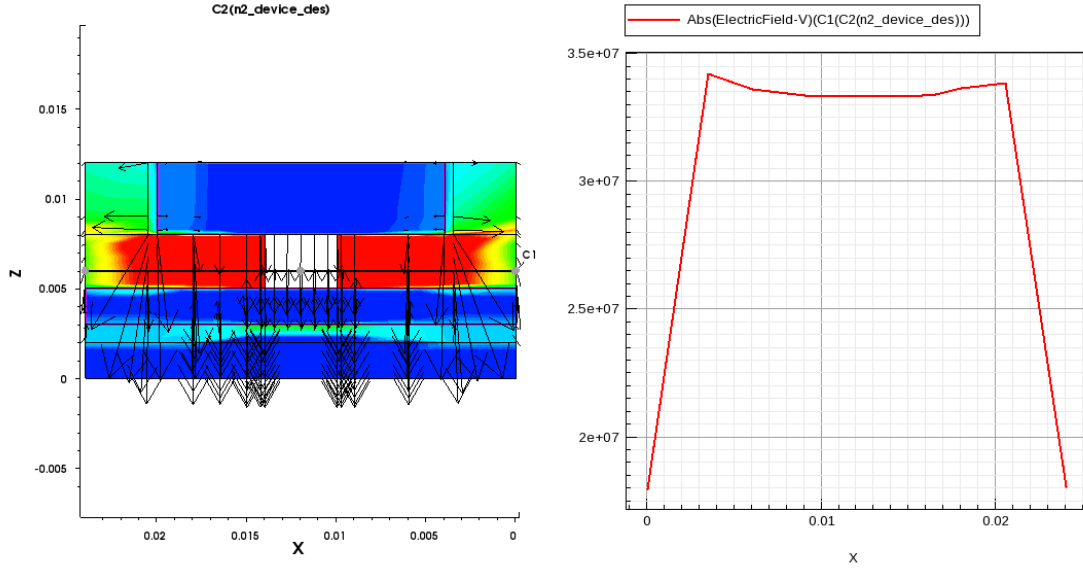 C2(n2_device_des)
0.015
0.01
0.005
0
-0.005
Z
0.02
0.015
0.01
0.005
0
X
C1
Abs(ElectricField-V)(C1(C2(n2_device_des)))
3.5e+07
3e+07
25e+07
2e+07
0
0.01
0.02
X